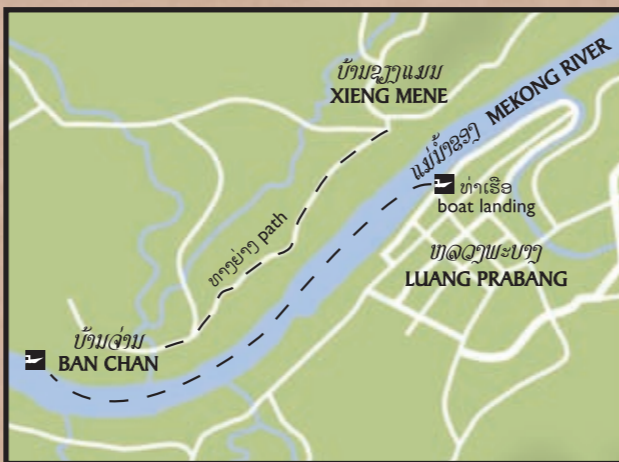 ບ້ານຊຽງແມນ
XIENG MENE
ແມ່ນ້ຳຂອງ MEKONG RIVER
ທ່າເຮືອ
boat landing
ທາງຍ່າງ path
ຫລວງພະບາງ
LUANG PRABANG
ບ້ານຈ່ານ
BAN CHAN